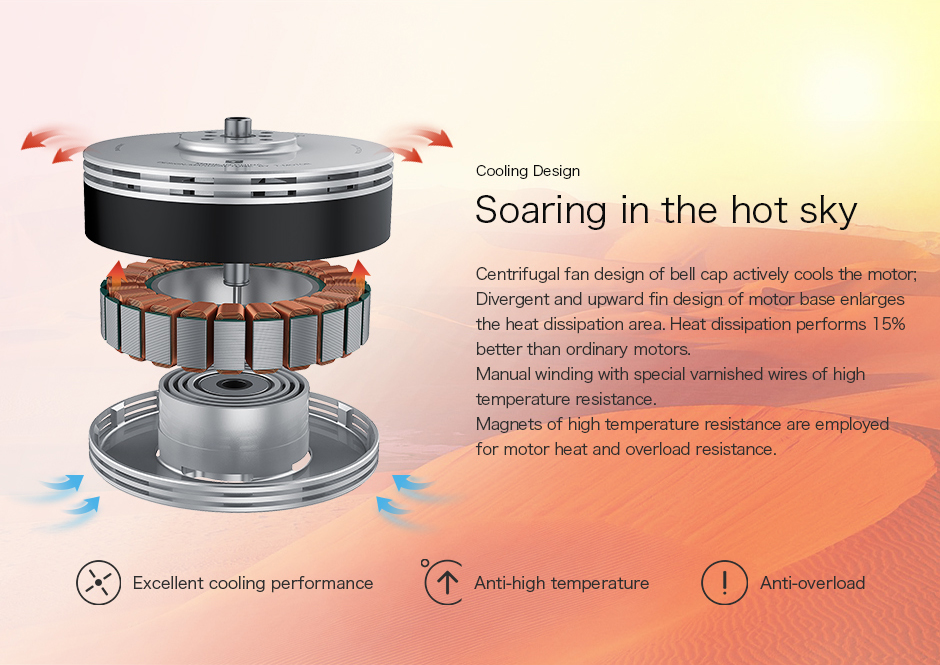 Cooling Design
Soaring in the hot sky
Centrifugal fan design of bell cap actively cools the motor;
Divergent and upward fin design of motor base enlarges
the heat dissipation area. Heat dissipation performs 15%
better than ordinary motors.
Manual winding with special varnished wires of high
temperature resistance.
Magnets of high temperature resistance are employed
for motor heat and overload resistance.
Excellent cooling performance
Anti-high temperature
Anti-overload